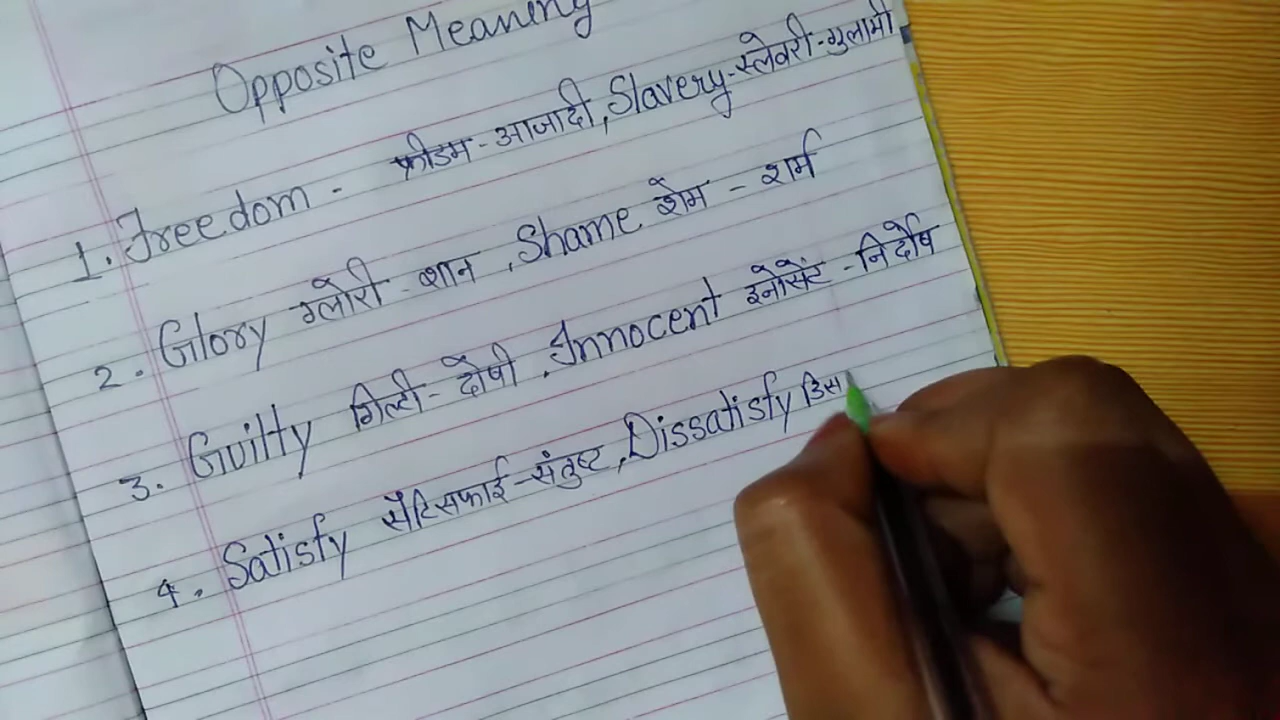 Opposite Meaning
1. Freedom - फ्रीडम - आजादी, Slavery - स्लेवरी - गुलामी
2. Glory ग्लोरी - शान, Shame शेम - शर्म
3. Guilty गिल्टी - दोषी, Innocent इनोसेंट - निर्दोष
4. Satisfy सैटिसफाई - संतुष्ट, Dissatisfy डिस